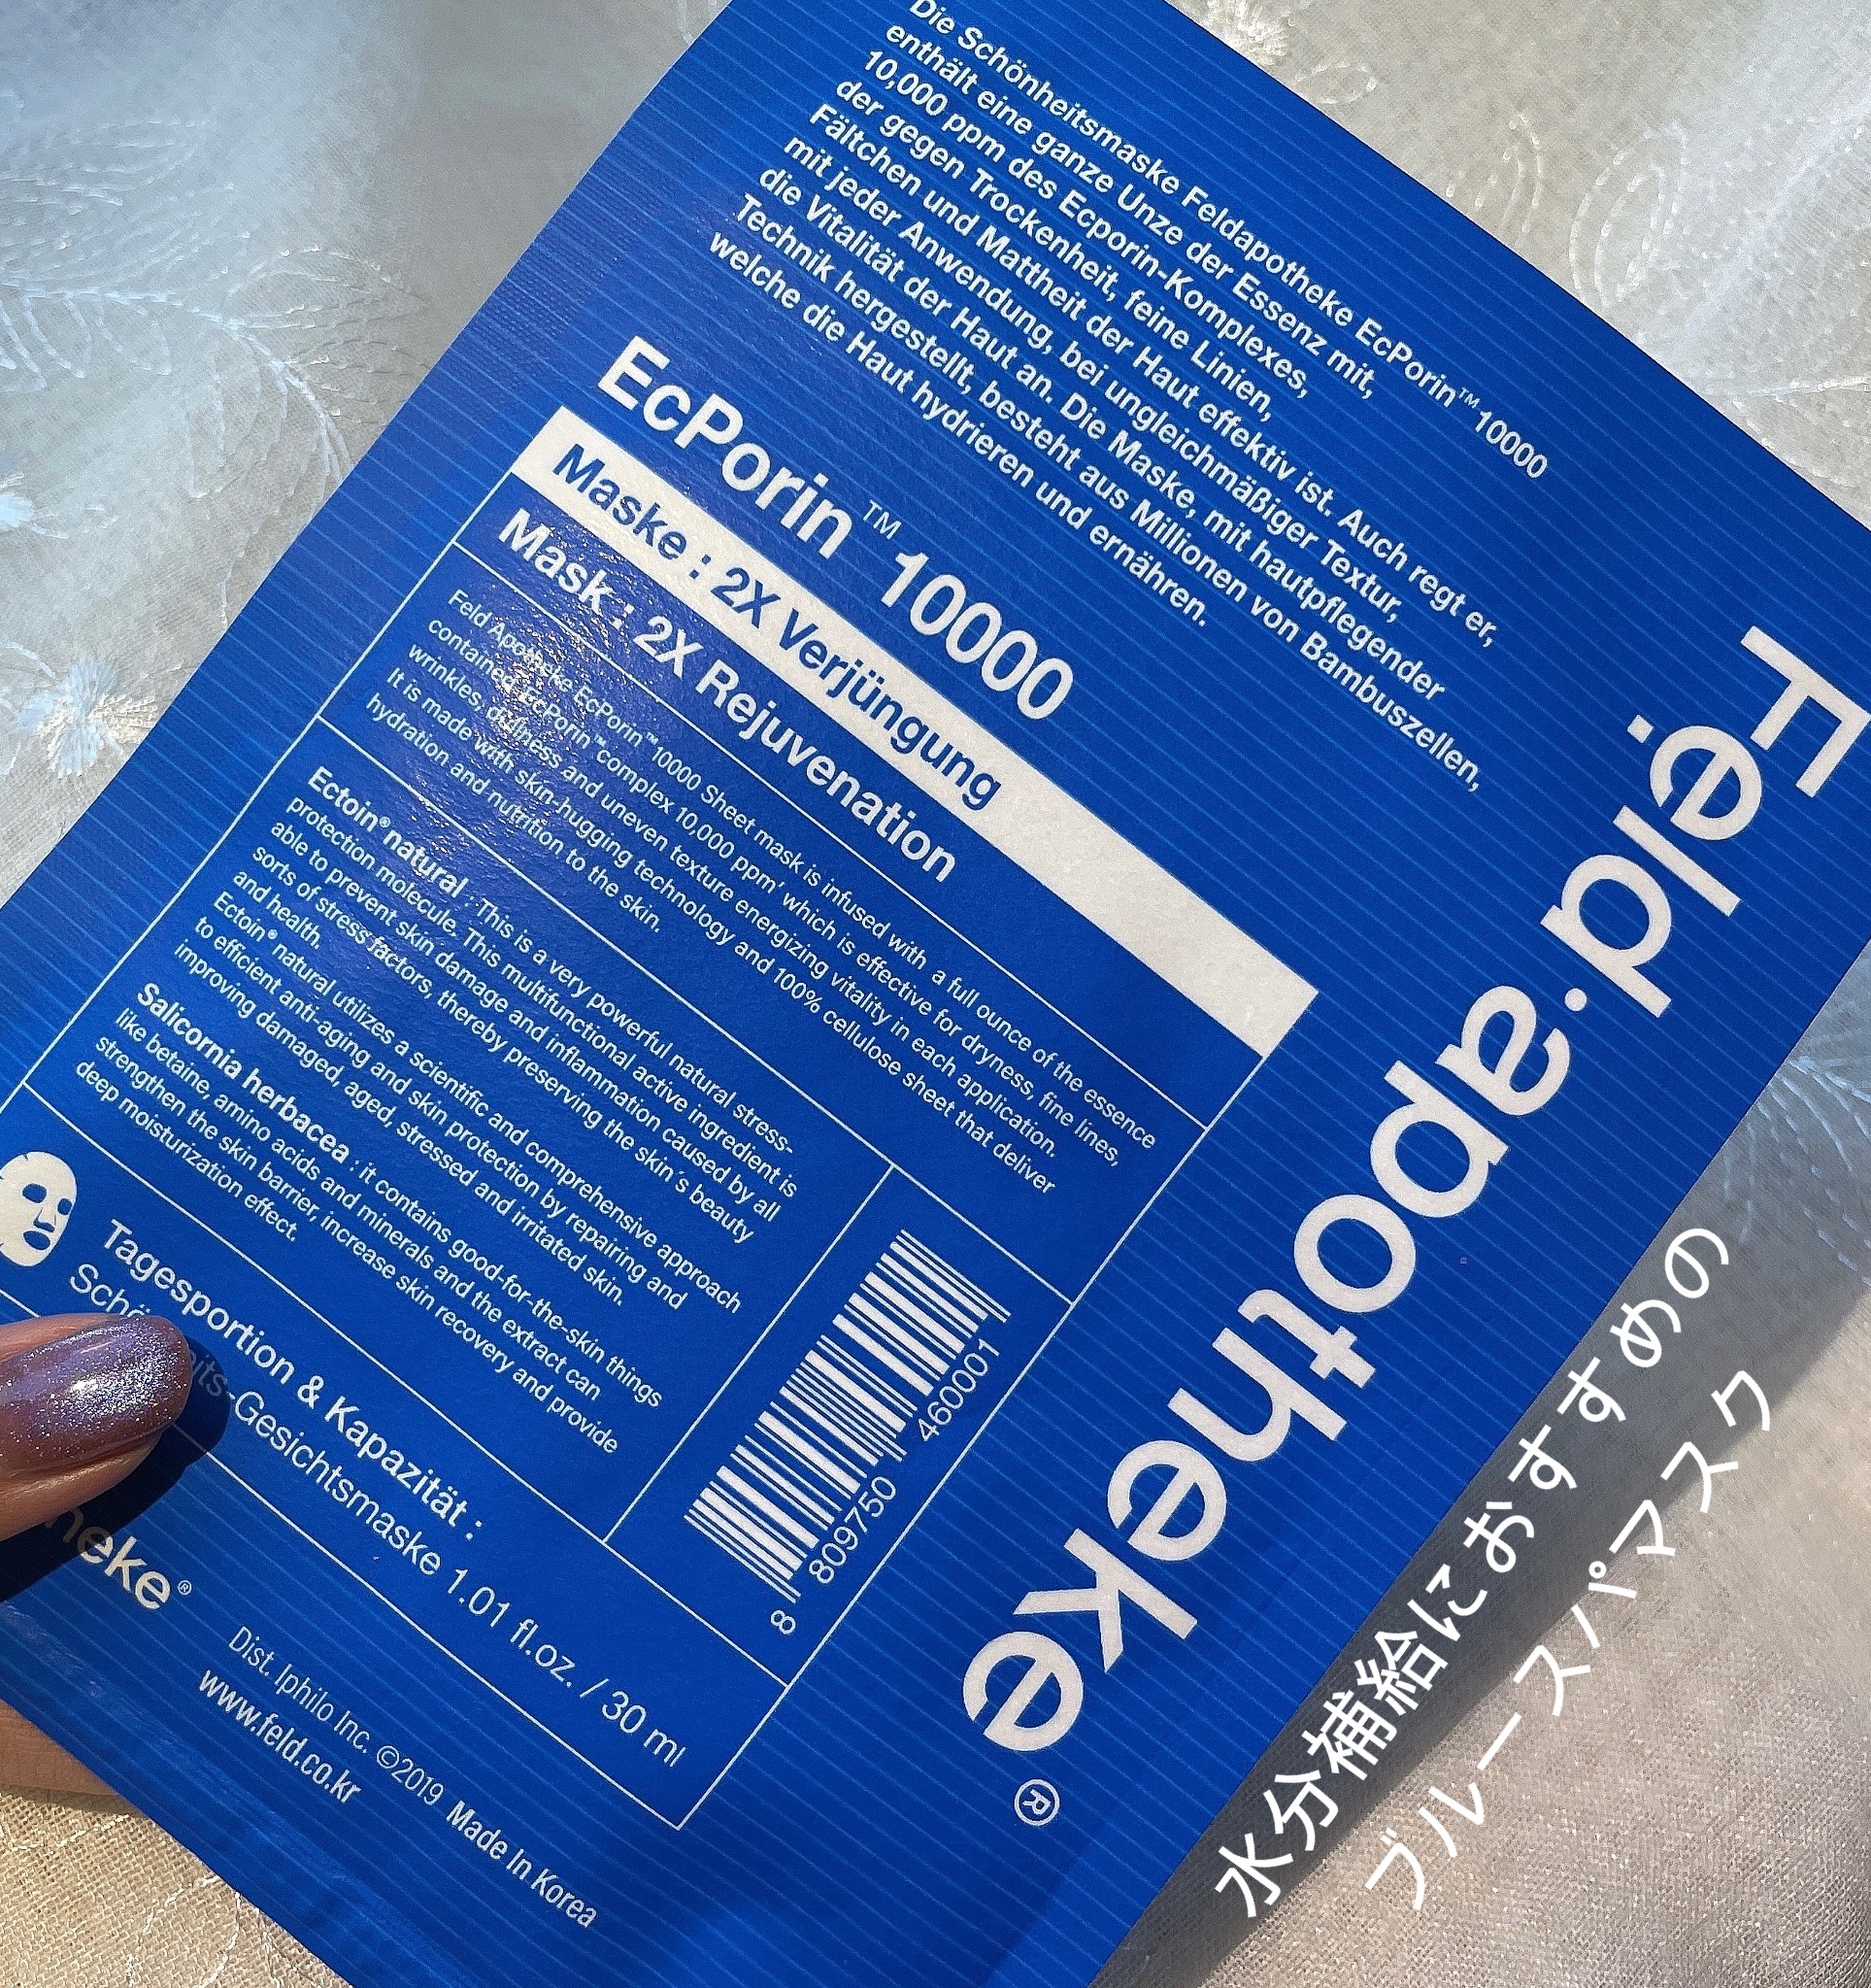 Die Schönheitsmaske Feldapotheke EcPorin™ 10000
enthält eine ganze Unze der Essenz mit,
10,000 ppm des Ecporin-Komplexes,
der gegen Trockenheit, feine Linien,
Fältchen und Mattheit der Haut effektiv ist. Auch regt er,
mit jeder Anwendung, bei ungleichmäßiger Textur,
die Vitalität der Haut an. Die Maske, mit hautpflegender
Technik hergestellt, besteht aus Millionen von Bambuszellen,
welche die Haut hydrieren und ernähren.
EcPorin™ 10000
Maske : 2X Verjüngung
Mask : 2X Rejuvenation
Feld Apotheke EcPorin™ 10000 Sheet mask is infused with a full ounce of the essence
contained 'EcPorin™ complex 10,000 ppm' which is effective for dryness, fine lines,
wrinkles, dullness and uneven texture energizing vitality in each application.
It is made with skin-hugging technology and 100% cellulose sheet that deliver
hydration and nutrition to the skin.
Ectoin® natural : This is a very powerful natural stress-
protection molecule. This multifunctional active ingredient is
able to prevent skin damage and inflammation caused by all
sorts of stress factors, thereby preserving the skin´s beauty
and health.
Ectoin® natural utilizes a scientific and comprehensive approach
to efficient anti-aging and skin protection by repairing and
improving damaged, aged, stressed and irritated skin.
Salicornia herbacea : it contains good-for-the-skin things
like betaine, amino acids and minerals and the extract can
strengthen the skin barrier, increase skin recovery and provide
deep moisturization effect.
8 809750 460001
Tagesportion & Kapazität :
Schönheits-Gesichtsmaske 1.01 fl.oz. / 30 ml
heke®
Dist. Iphilo Inc. ©2019 Made In Korea
www.feld.co.kr
Fe.ld.apotheke®
水分補給におすすめの
ブルースパマスク